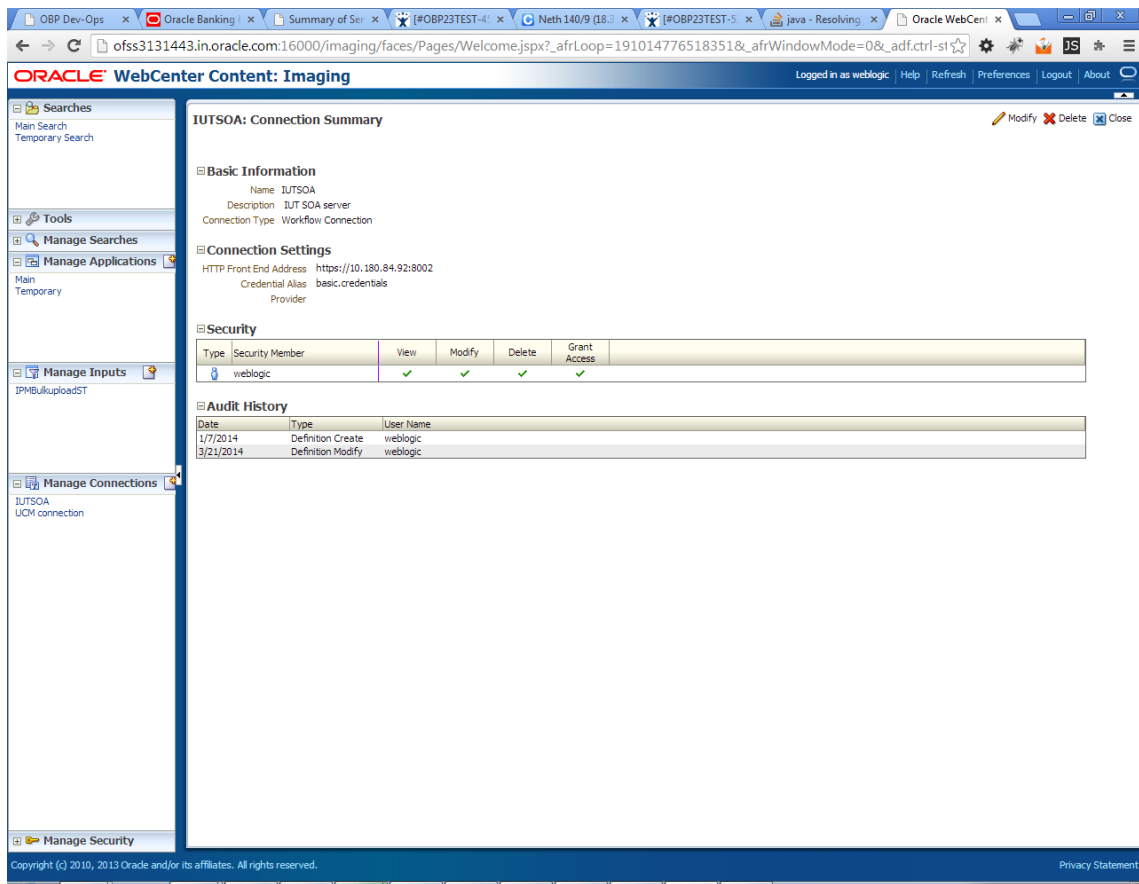 OBP Dev-Ops
Oracle Banking
Summary of Ser
[#OBP23TEST-4
Neth 140/9 (18.3
[#OBP23TEST-5
java - Resolving
Oracle WebCent
ofss3131443.in.oracle.com:16000/imaging/faces/Pages/Welcome.jspx?_afrLoop=191014776518351&_afrWindowMode=0&_adf.ctrl-st
JS
ORACLE WebCenter Content: Imaging
Logged in as weblogic Help Refresh Preferences Logout About
Searches
Main Search
Temporary Search
Tools
Manage Searches
Manage Applications
Main
Temporary
Manage Inputs
IPMBulkuploadST
Manage Connections
IUTSOA
UCM connection
Manage Security
IUTSOA: Connection Summary
Modify Delete Close
Basic Information
Name IUTSOA
Description IUT SOA server
Connection Type Workflow Connection
Connection Settings
HTTP Front End Address https://10.180.84.92:8002
Credential Alias basic.credentials
Provider
Security
Type Security Member View Modify Delete Grant Access
weblogic
Audit History
Date Type User Name
1/7/2014 Definition Create weblogic
3/21/2014 Definition Modify weblogic
Copyright (c) 2010, 2013 Oracle and/or its affiliates. All rights reserved.
Privacy Statement